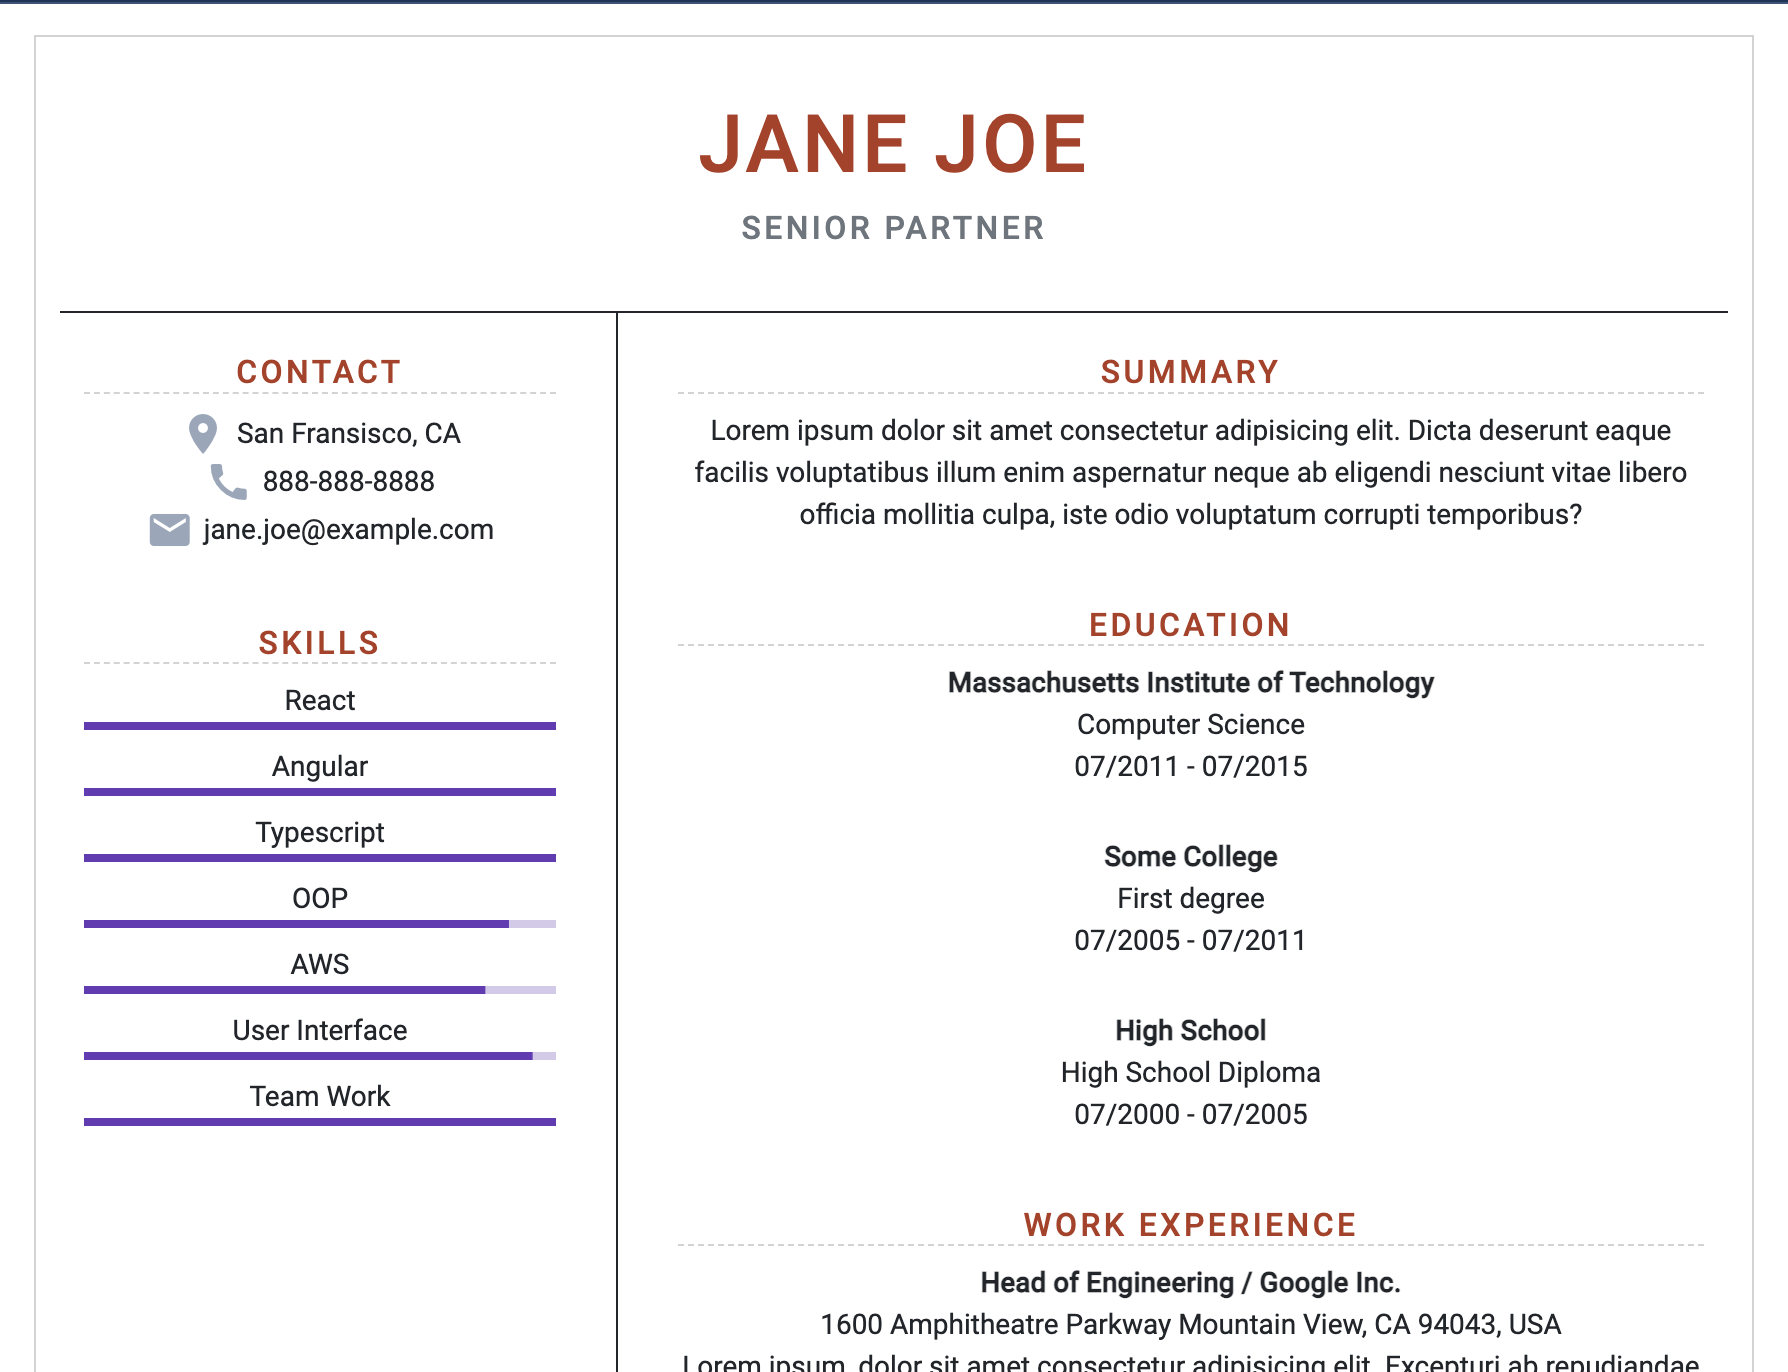 JANE JOE
SENIOR PARTNER
CONTACT
San Fransisco, CA
888-888-8888
jane.joe@example.com
SKILLS
React
Angular
Typescript
OOP
AWS
User Interface
Team Work
SUMMARY
Lorem ipsum dolor sit amet consectetur adipisicing elit. Dicta deserunt eaque
facilis voluptatibus illum enim aspernatur neque ab eligendi nesciunt vitae libero
officia mollitia culpa, iste odio voluptatum corrupti temporibus?
EDUCATION
Massachusetts Institute of Technology
Computer Science
07/2011 - 07/2015
Some College
First degree
07/2005 - 07/2011
High School
High School Diploma
07/2000 - 07/2005
WORK EXPERIENCE
Head of Engineering / Google Inc.
1600 Amphitheatre Parkway Mountain View, CA 94043, USA
Lorem ipsum, dolor sit amet consectetur adipisicing elit. Excepturi ab repudiandae